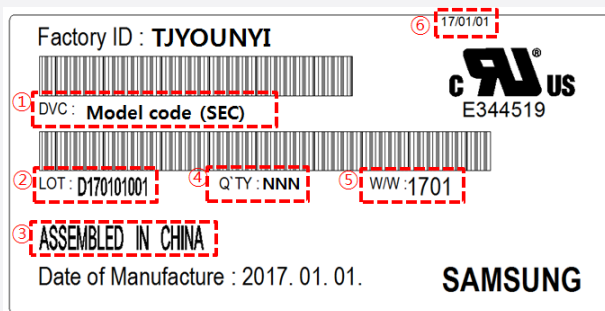 ⑥ 17/01/01
Factory ID : TJYOUNYI
c RU ® US
E344519
① DVC : Model code (SEC)
② LOT : D170101001 ④ Q`TY : NNN ⑤ W/W :1701
③ ASSEMBLED IN CHINA
Date of Manufacture : 2017. 01. 01.
SAMSUNG